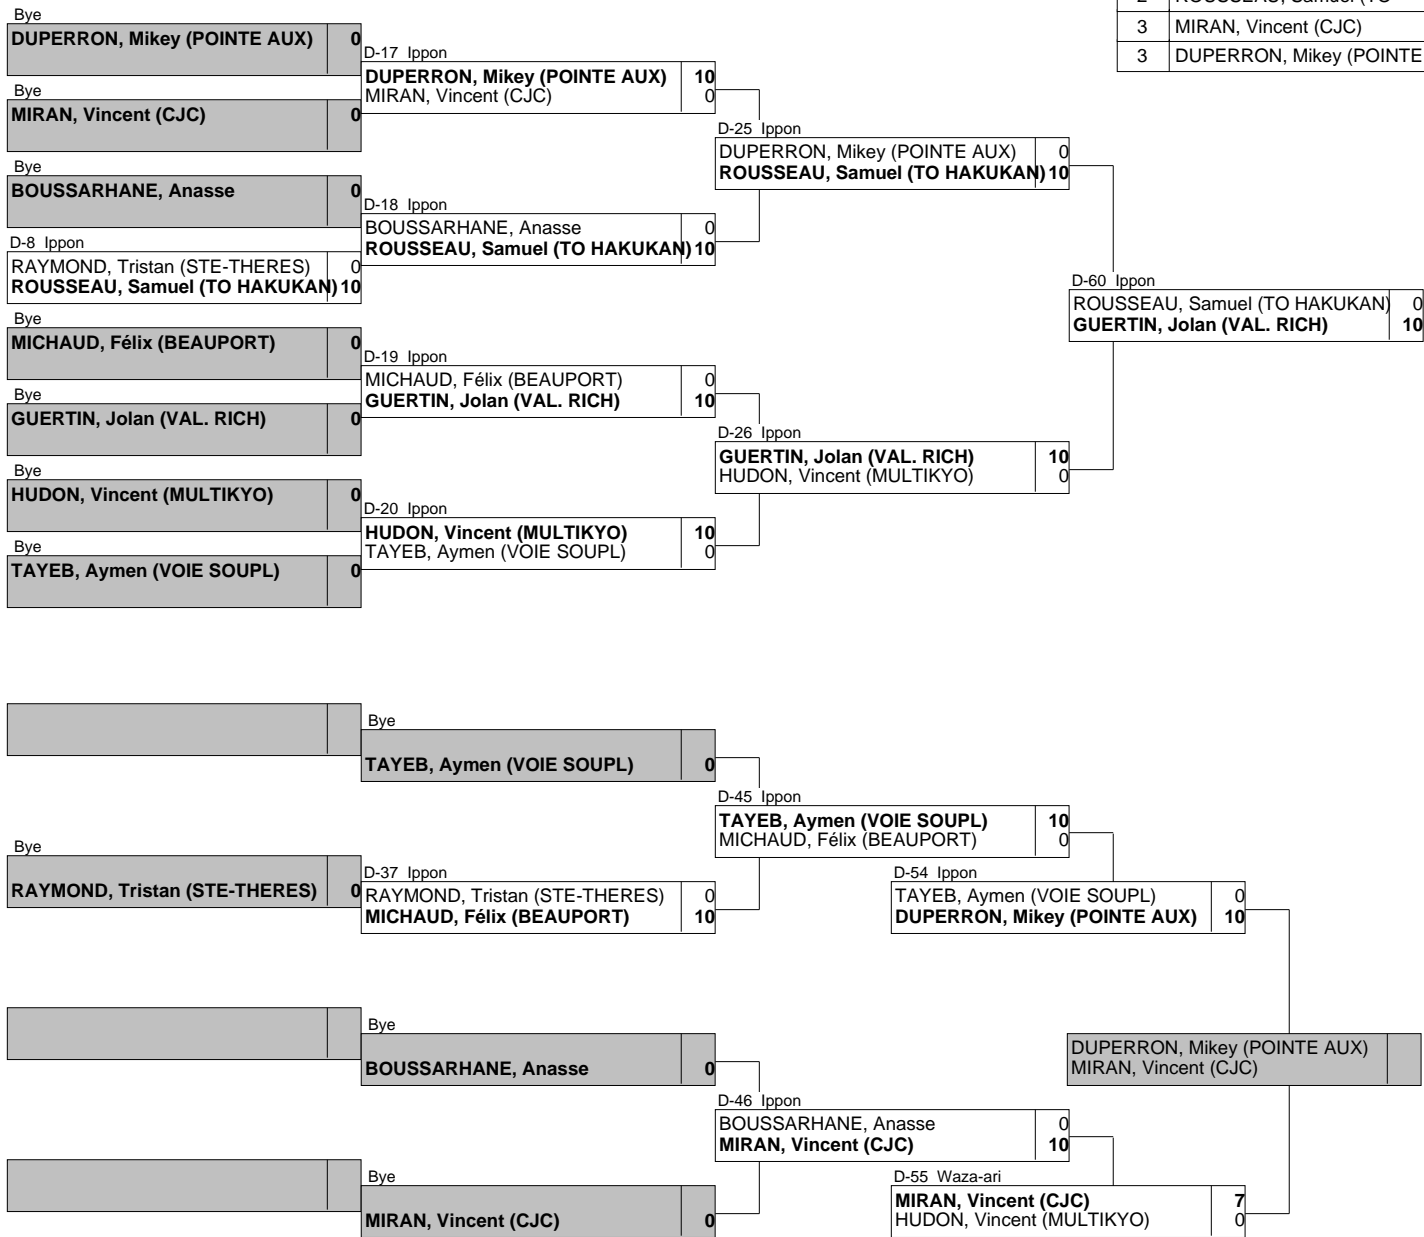 2 ROUSSEAU, Samuel (TO
3 MIRAN, Vincent (CJC)
3 DUPERRON, Mikey (POINTE
Bye
DUPERRON, Mikey (POINTE AUX) 0
Bye
MIRAN, Vincent (CJC) 0
Bye
BOUSSARHANE, Anasse 0
D-8 Ippon
RAYMOND, Tristan (STE-THERES) 0
ROUSSEAU, Samuel (TO HAKUKAN) 10
Bye
MICHAUD, Félix (BEAUPORT) 0
Bye
GUERTIN, Jolan (VAL. RICH) 0
Bye
HUDON, Vincent (MULTIKYO) 0
Bye
TAYEB, Aymen (VOIE SOUPL) 0
D-17 Ippon
DUPERRON, Mikey (POINTE AUX) 10
MIRAN, Vincent (CJC) 0
D-18 Ippon
BOUSSARHANE, Anasse 0
ROUSSEAU, Samuel (TO HAKUKAN) 10
D-19 Ippon
MICHAUD, Félix (BEAUPORT) 0
GUERTIN, Jolan (VAL. RICH) 10
D-20 Ippon
HUDON, Vincent (MULTIKYO) 10
TAYEB, Aymen (VOIE SOUPL) 0
D-25 Ippon
DUPERRON, Mikey (POINTE AUX) 0
ROUSSEAU, Samuel (TO HAKUKAN) 10
D-26 Ippon
GUERTIN, Jolan (VAL. RICH) 10
HUDON, Vincent (MULTIKYO) 0
D-60 Ippon
ROUSSEAU, Samuel (TO HAKUKAN) 0
GUERTIN, Jolan (VAL. RICH) 10
Bye
RAYMOND, Tristan (STE-THERES) 0
Bye
TAYEB, Aymen (VOIE SOUPL) 0
D-37 Ippon
RAYMOND, Tristan (STE-THERES) 0
MICHAUD, Félix (BEAUPORT) 10
Bye
BOUSSARHANE, Anasse 0
Bye
MIRAN, Vincent (CJC) 0
D-45 Ippon
TAYEB, Aymen (VOIE SOUPL) 10
MICHAUD, Félix (BEAUPORT) 0
D-46 Ippon
BOUSSARHANE, Anasse 0
MIRAN, Vincent (CJC) 10
D-54 Ippon
TAYEB, Aymen (VOIE SOUPL) 0
DUPERRON, Mikey (POINTE AUX) 10
D-55 Waza-ari
MIRAN, Vincent (CJC) 7
HUDON, Vincent (MULTIKYO) 0
DUPERRON, Mikey (POINTE AUX)
MIRAN, Vincent (CJC)